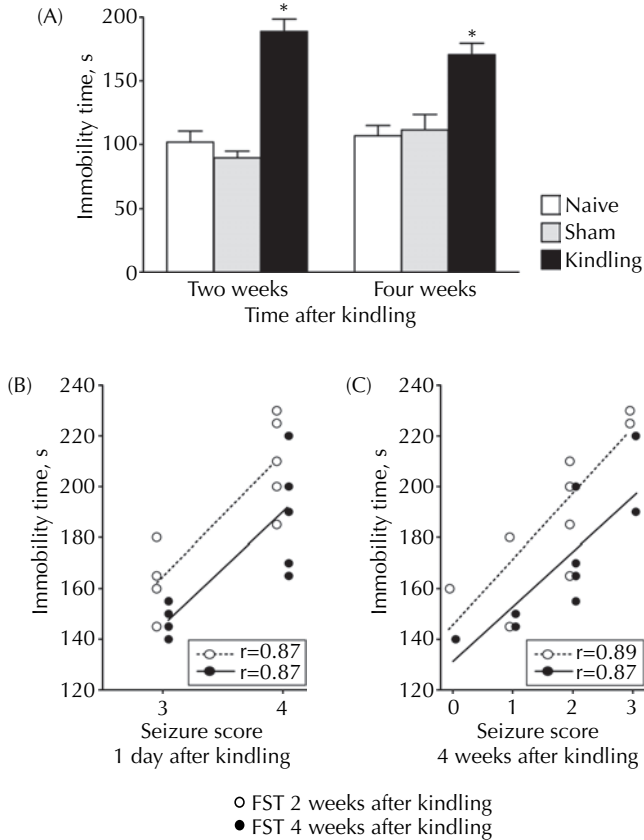 (A)
200
150
100
50
0
Immobility time, s
*
*
Naive
Sham
Kindling
Two weeks Four weeks
Time after kindling
(B)
240
220
200
180
160
140
120
Immobility time, s
r=0.87
r=0.87
3 4
Seizure score
1 day after kindling
(C)
240
220
200
180
160
140
120
Immobility time, s
r=0.89
r=0.87
0 1 2 3
Seizure score
4 weeks after kindling
FST 2 weeks after kindling
FST 4 weeks after kindling